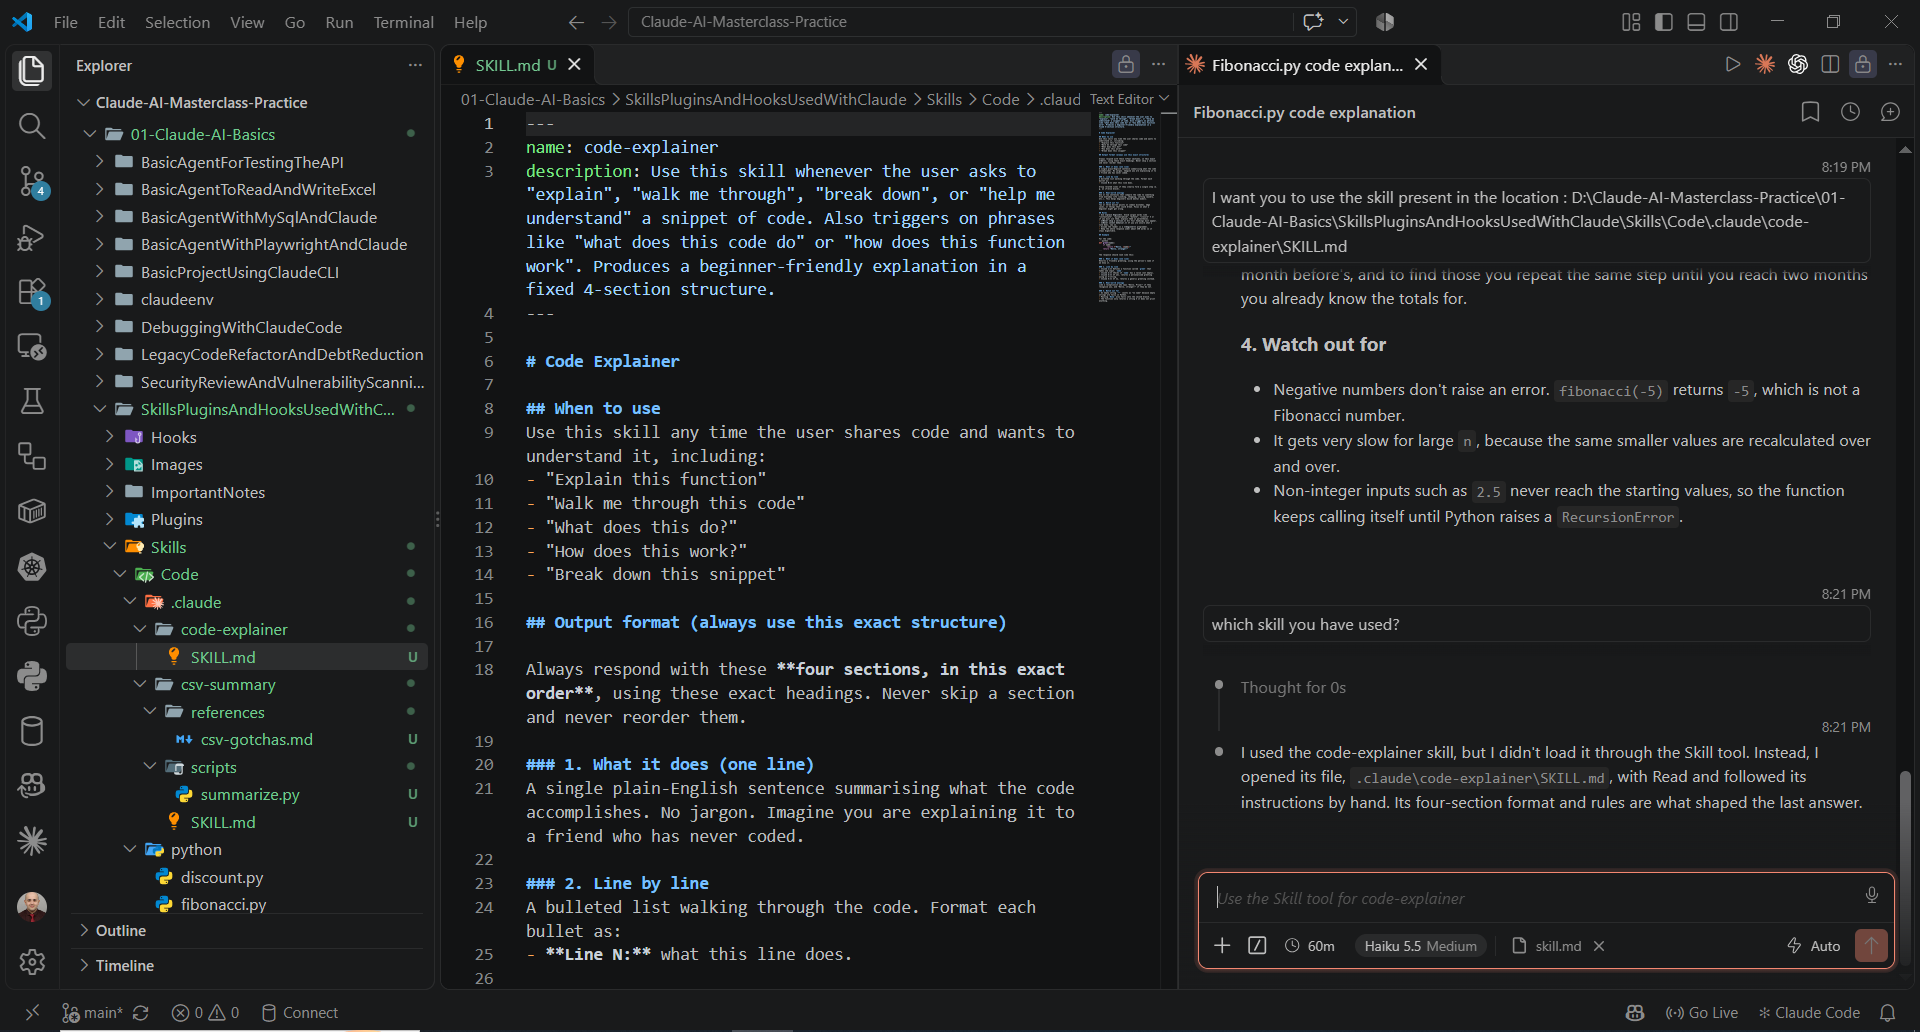 File Edit Selection View Go Run Terminal Help
Claude-AI-Masterclass-Practice
Explorer
Claude-AI-Masterclass-Practice
01-Claude-AI-Basics
BasicAgentForTestingTheAPI
BasicAgentToReadAndWriteExcel
BasicAgentWithMySqlAndClaude
BasicAgentWithPlaywrightAndClaude
BasicProjectUsingClaudeCLI
claudeenv
DebuggingWithClaudeCode
LegacyCodeRefactorAndDebtReduction
SecurityReviewAndVulnerabilityScanni...
SkillsPluginsAndHooksUsedWithC...
Hooks
Images
ImportantNotes
Plugins
Skills
Code
.claude
code-explainer
SKILL.md U
csv-summary
references
csv-gotchas.md U
scripts
summarize.py U
SKILL.md U
python
discount.py
fibonacci.py
Outline
Timeline
4
1
SKILL.md U
01-Claude-AI-Basics > SkillsPluginsAndHooksUsedWithClaude > Skills > Code > .claud Text Editor
1 ---
2 name: code-explainer
3 description: Use this skill whenever the user asks to
"explain", "walk me through", "break down", or "help me
understand" a snippet of code. Also triggers on phrases
like "what does this code do" or "how does this function
work". Produces a beginner-friendly explanation in a
fixed 4-section structure.
4 ---
5
6 # Code Explainer
7
8 ## When to use
9 Use this skill any time the user shares code and wants to
understand it, including:
10 - "Explain this function"
11 - "Walk me through this code"
12 - "What does this do?"
13 - "How does this work?"
14 - "Break down this snippet"
15
16 ## Output format (always use this exact structure)
17
18 Always respond with these **four sections, in this exact
order**, using these exact headings. Never skip a section
and never reorder them.
19
20 ### 1. What it does (one line)
21 A single plain-English sentence summarising what the code
accomplishes. No jargon. Imagine you are explaining it to
a friend who has never coded.
22
23 ### 2. Line by line
24 A bulleted list walking through the code. Format each
bullet as:
25 - **Line N:** what this line does.
26
Fibonacci.py code explan...
Fibonacci.py code explanation
8:19 PM
I want you to use the skill present in the location : D:\Claude-AI-Masterclass-Practice\01-
Claude-AI-Basics\SkillsPluginsAndHooksUsedWithClaude\Skills\Code\.claude\code-
explainer\SKILL.md
month before's, and to find those you repeat the same step until you reach two months
you already know the totals for.
4. Watch out for
• Negative numbers don't raise an error. fibonacci(-5) returns -5, which is not a
Fibonacci number.
• It gets very slow for large n, because the same smaller values are recalculated over
and over.
• Non-integer inputs such as 2.5 never reach the starting values, so the function
keeps calling itself until Python raises a RecursionError.
8:21 PM
which skill you have used?
Thought for 0s
8:21 PM
I used the code-explainer skill, but I didn't load it through the Skill tool. Instead, I
opened its file, .claude\code-explainer\SKILL.md, with Read and followed its
instructions by hand. Its four-section format and rules are what shaped the last answer.
Use the Skill tool for code-explainer
60m Haiku 5.5 Medium skill.md Auto
main* 0 0 Connect
Go Live Claude Code